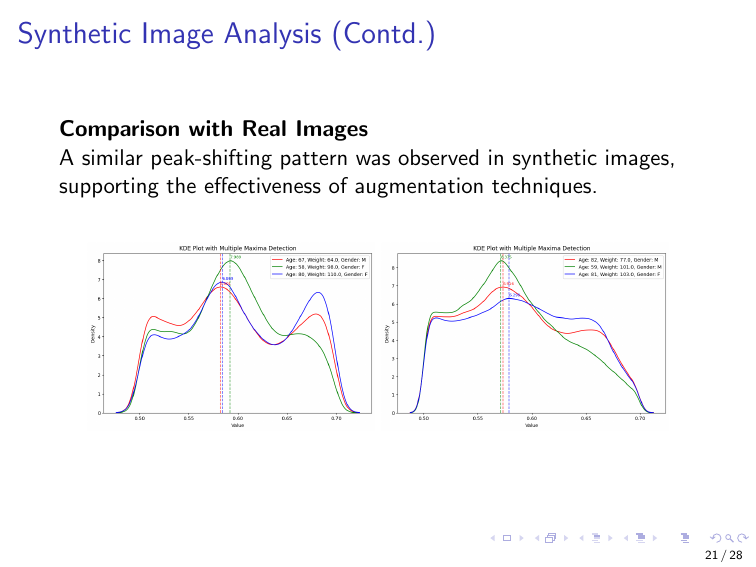 Synthetic Image Analysis (Contd.)
Comparison with Real Images
A similar peak-shifting pattern was observed in synthetic images,
supporting the effectiveness of augmentation techniques.
KDE Plot with Multiple Maxima Detection
Age: 67, Weight: 64.0, Gender: M
Age: 58, Weight: 98.0, Gender: F
Age: 80, Weight: 110.0, Gender: F
Density
8
7
6
5
4
3
2
1
0
0.50 0.55 0.60 0.65 0.70
Value
KDE Plot with Multiple Maxima Detection
Age: 82, Weight: 77.0, Gender: M
Age: 59, Weight: 101.0, Gender: M
Age: 81, Weight: 103.0, Gender: F
Density
8
7
6
5
4
3
2
1
0
0.50 0.55 0.60 0.65 0.70
Value
21 / 28